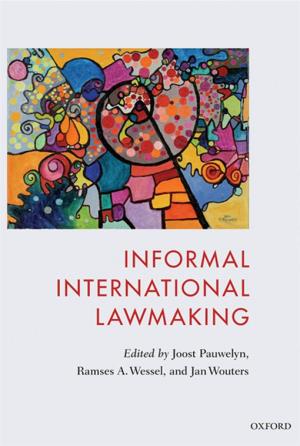 INFORMAL
INTERNATIONAL
LAWMAKING
Edited by Joost Pauwelyn,
Ramses A. Wessel, and Jan Wouters
OXFORD